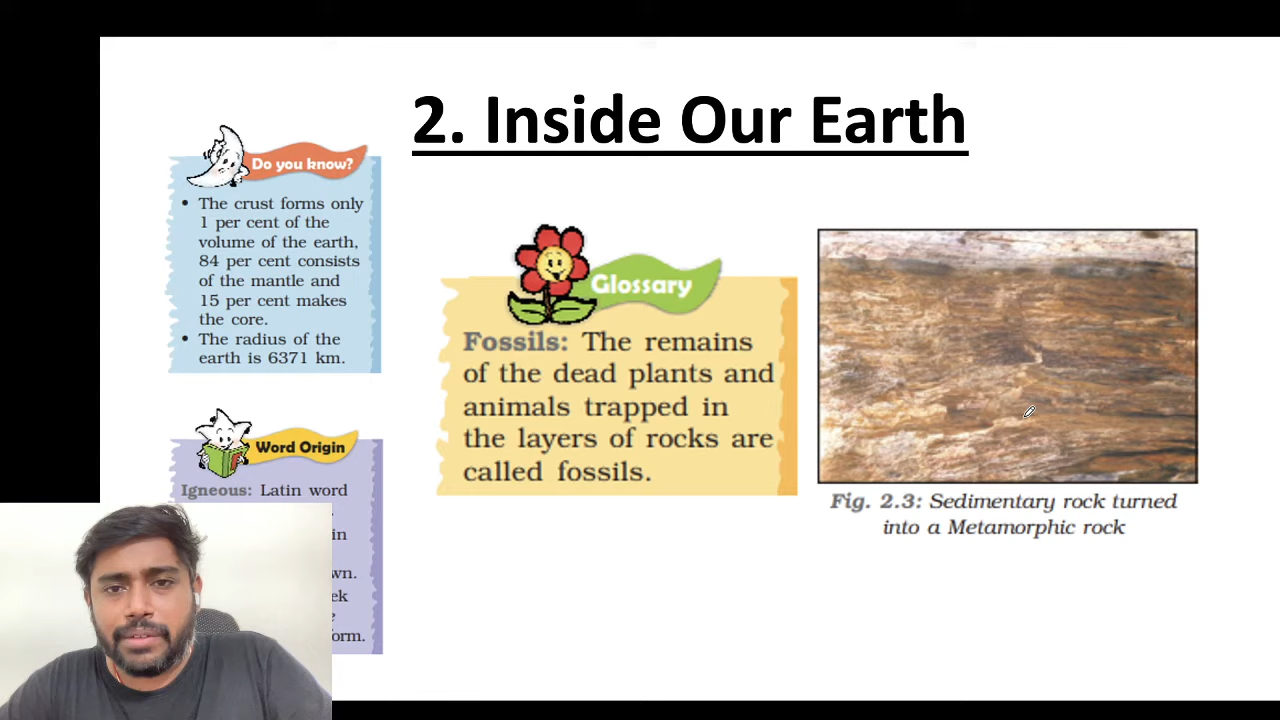 2. Inside Our Earth
Do you know?
• The crust forms only
1 per cent of the
volume of the earth,
84 per cent consists
of the mantle and
15 per cent makes
the core.
• The radius of the
earth is 6371 km.
Word Origin
Igneous: Latin word
in
wn.
ek
orm.
Glossary
Fossils: The remains
of the dead plants and
animals trapped in
the layers of rocks are
called fossils.
Fig. 2.3: Sedimentary rock turned
into a Metamorphic rock